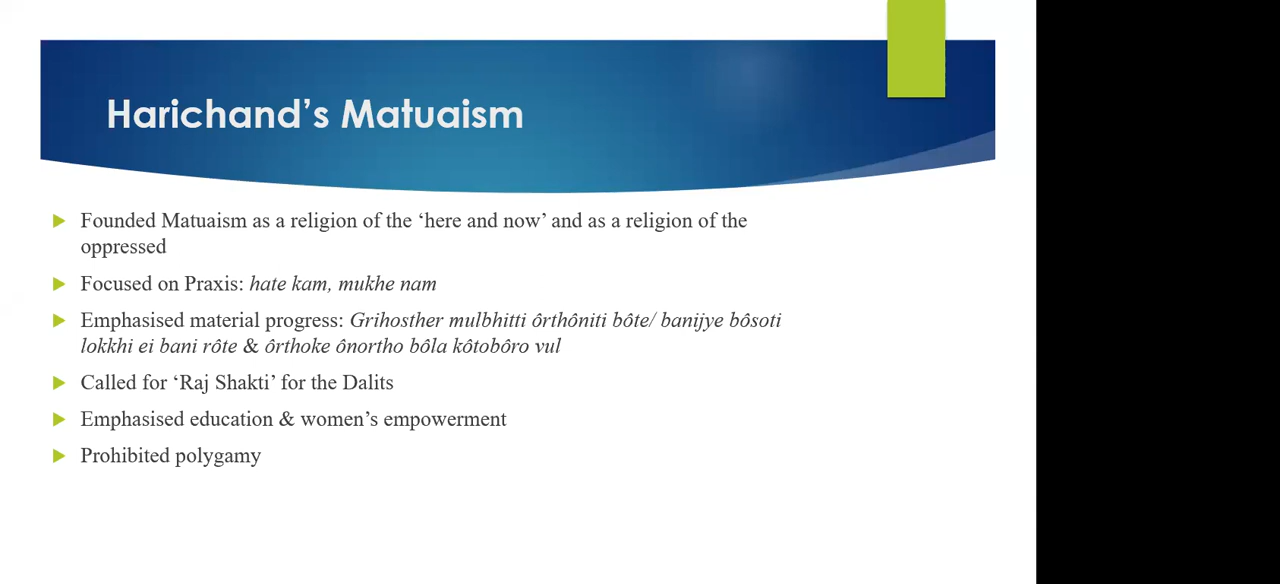 Harichand’s Matuaism
Founded Matuaism as a religion of the ‘here and now’ and as a religion of the
oppressed
Focused on Praxis: hate kam, mukhe nam
Emphasised material progress: Grihosther mulbhitti ôrthôniti bôte/ banijye bôsoti
lokkhi ei bani rôte & ôrthoke ônortho bôla kôtobôro vul
Called for ‘Raj Shakti’ for the Dalits
Emphasised education & women’s empowerment
Prohibited polygamy